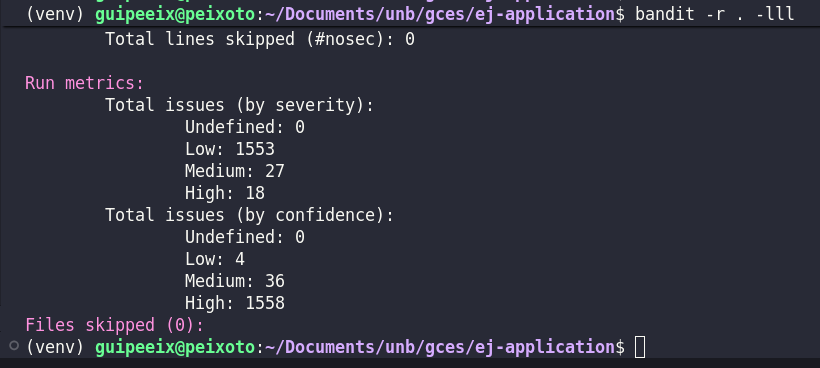 (venv) guipeeix@peixoto:~/Documents/unb/gces/ej-application$ bandit -r . -lll
Total lines skipped (#nosec): 0
Run metrics:
Total issues (by severity):
Undefined: 0
Low: 1553
Medium: 27
High: 18
Total issues (by confidence):
Undefined: 0
Low: 4
Medium: 36
High: 1558
Files skipped (0):
(venv) guipeeix@peixoto:~/Documents/unb/gces/ej-application$